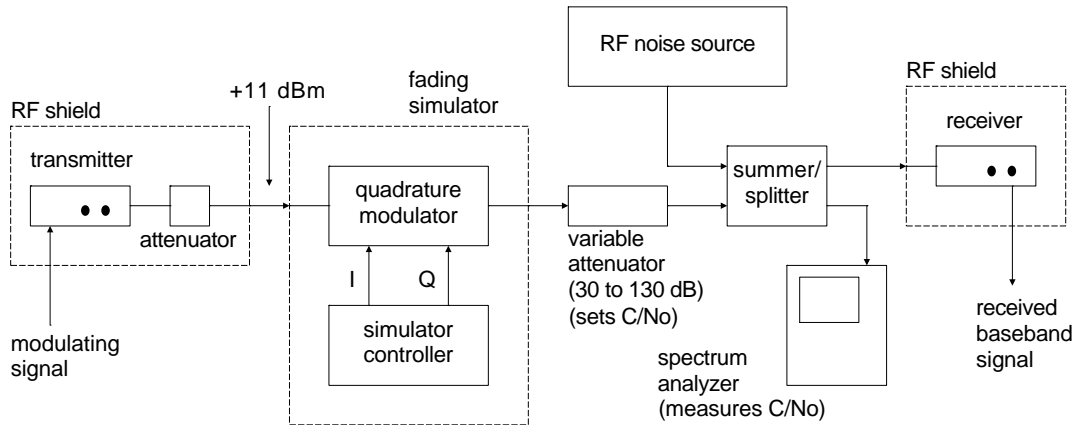 RF noise source
+11 dBm
fading
simulator
RF shield
RF shield
transmitter
receiver
quadrature
modulator
summer/
splitter
attenuator
variable
attenuator
(30 to 130 dB)
(sets C/No)
I
Q
simulator
controller
modulating
signal
received
baseband
signal
spectrum
analyzer
(measures C/No)